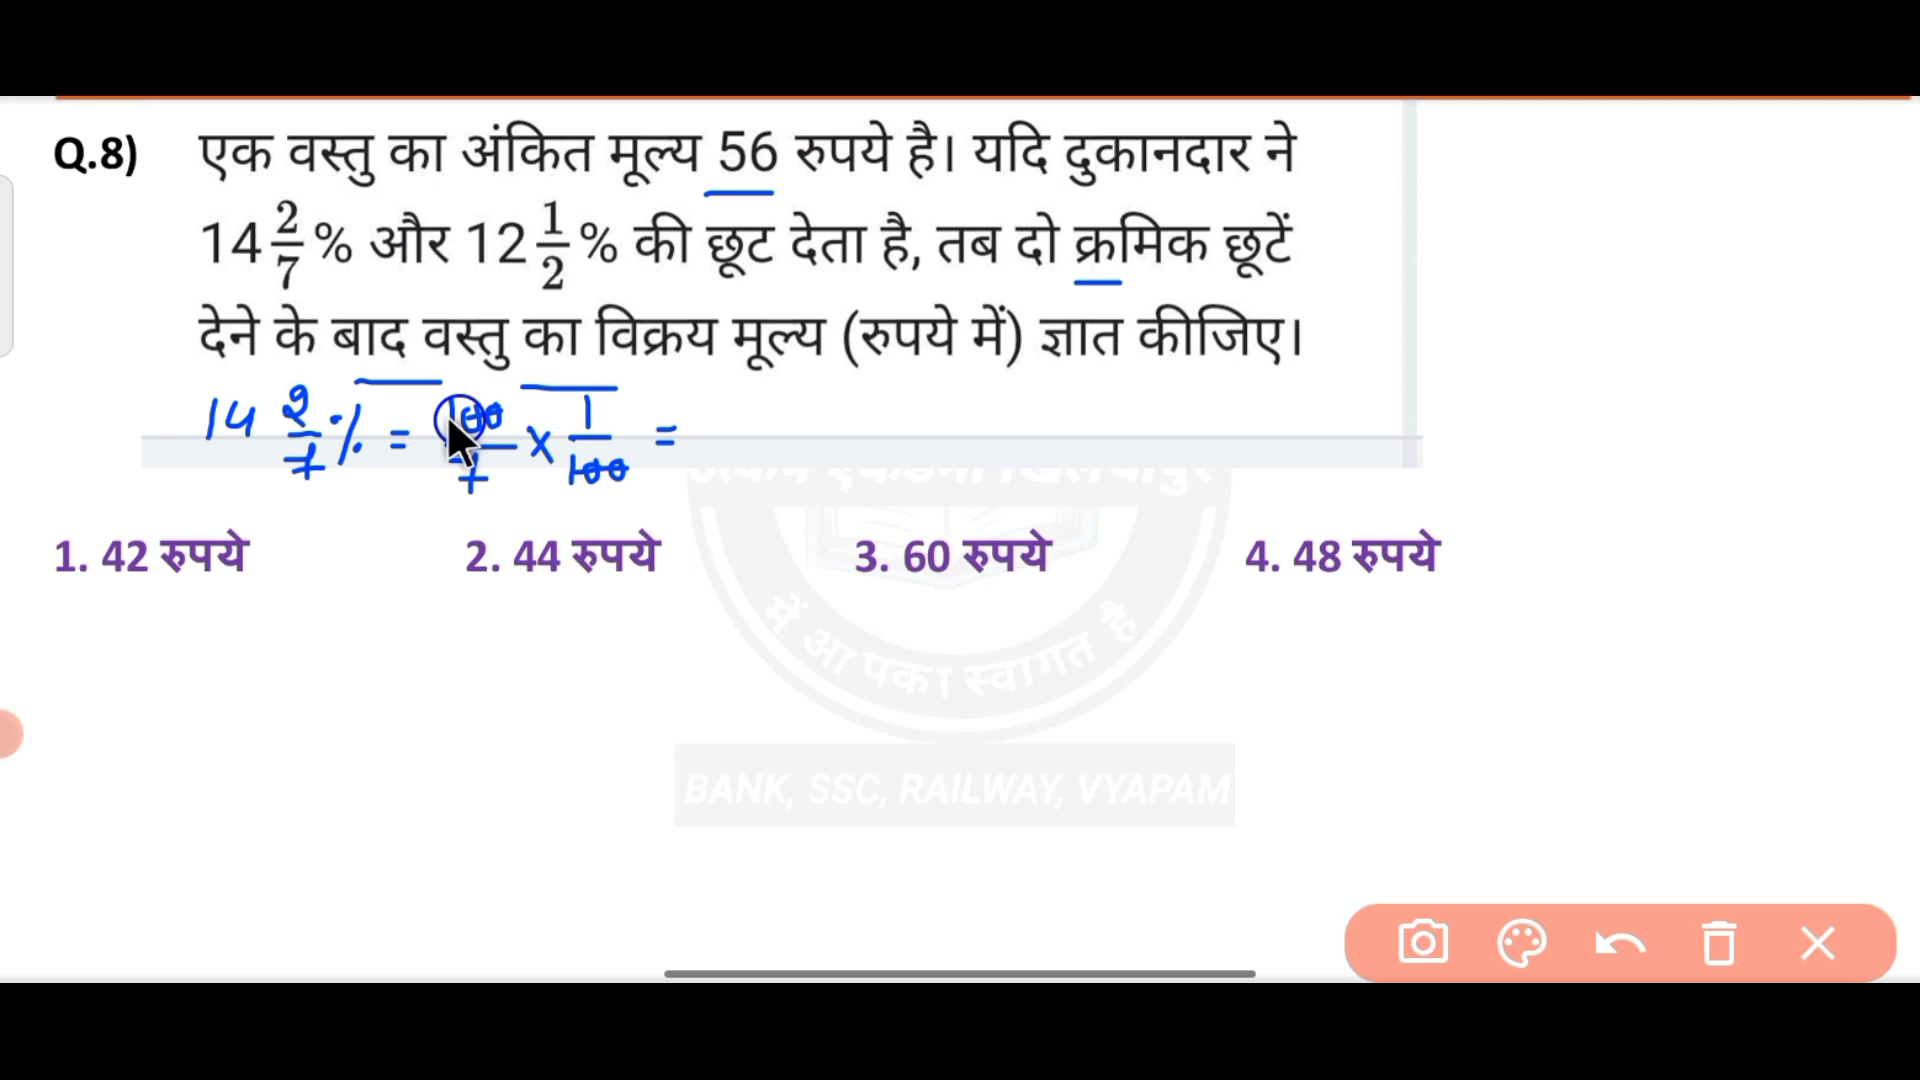 Q.8) एक वस्तु का अंकित मूल्य 56 रुपये है। यदि दुकानदार ने
14 2/7 % और 12 1/2 % की छूट देता है, तब दो क्रमिक छूटें
देने के बाद वस्तु का विक्रय मूल्य (रुपये में) ज्ञात कीजिए।
14 2/7 % = 100/7 × 1/100 =
1. 42 रुपये 2. 44 रुपये 3. 60 रुपये 4. 48 रुपये
में आपका स्वागत है
BANK, SSC, RAILWAY, VYAPAM